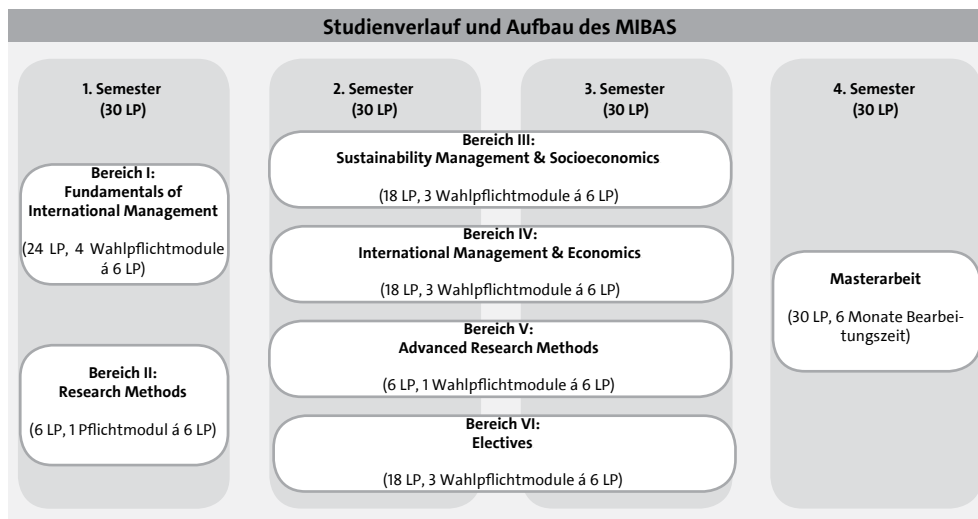 Studienverlauf und Aufbau des MIBAS
1. Semester
(30 LP)
Bereich I:
Fundamentals of
International Management
(24 LP, 4 Wahlpflichtmodule
á 6 LP)
Bereich II:
Research Methods
(6 LP, 1 Pflichtmodul á 6 LP)
2. Semester
(30 LP)
3. Semester
(30 LP)
Bereich III:
Sustainability Management & Socioeconomics
(18 LP, 3 Wahlpflichtmodule á 6 LP)
Bereich IV:
International Management & Economics
(18 LP, 3 Wahlpflichtmodule á 6 LP)
Bereich V:
Advanced Research Methods
(6 LP, 1 Wahlpflichtmodule á 6 LP)
Bereich VI:
Electives
(18 LP, 3 Wahlpflichtmodule á 6 LP)
4. Semester
(30 LP)
Masterarbeit
(30 LP, 6 Monate Bearbei-
tungszeit)